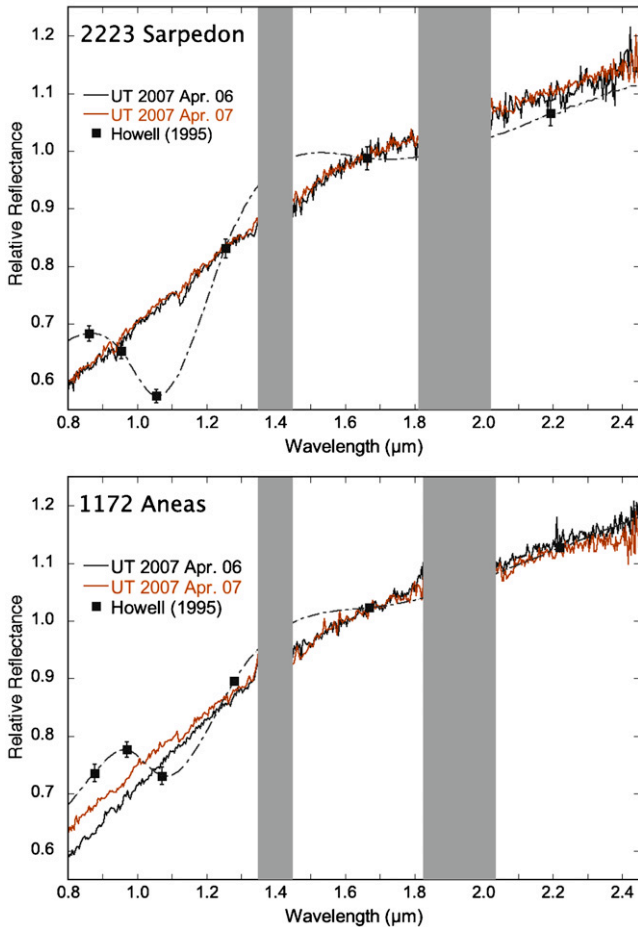 2223 Sarpedon
UT 2007 Apr. 06
UT 2007 Apr. 07
Howell (1995)
1.2
1.1
1.0
0.9
0.8
0.7
0.6
Relative Reflectance
0.8 1.0 1.2 1.4 1.6 1.8 2.0 2.2 2.4
Wavelength (µm)
1172 Aneas
UT 2007 Apr. 06
UT 2007 Apr. 07
Howell (1995)
1.2
1.1
1.0
0.9
0.8
0.7
0.6
Relative Reflectance
0.8 1.0 1.2 1.4 1.6 1.8 2.0 2.2 2.4
Wavelength (µm)